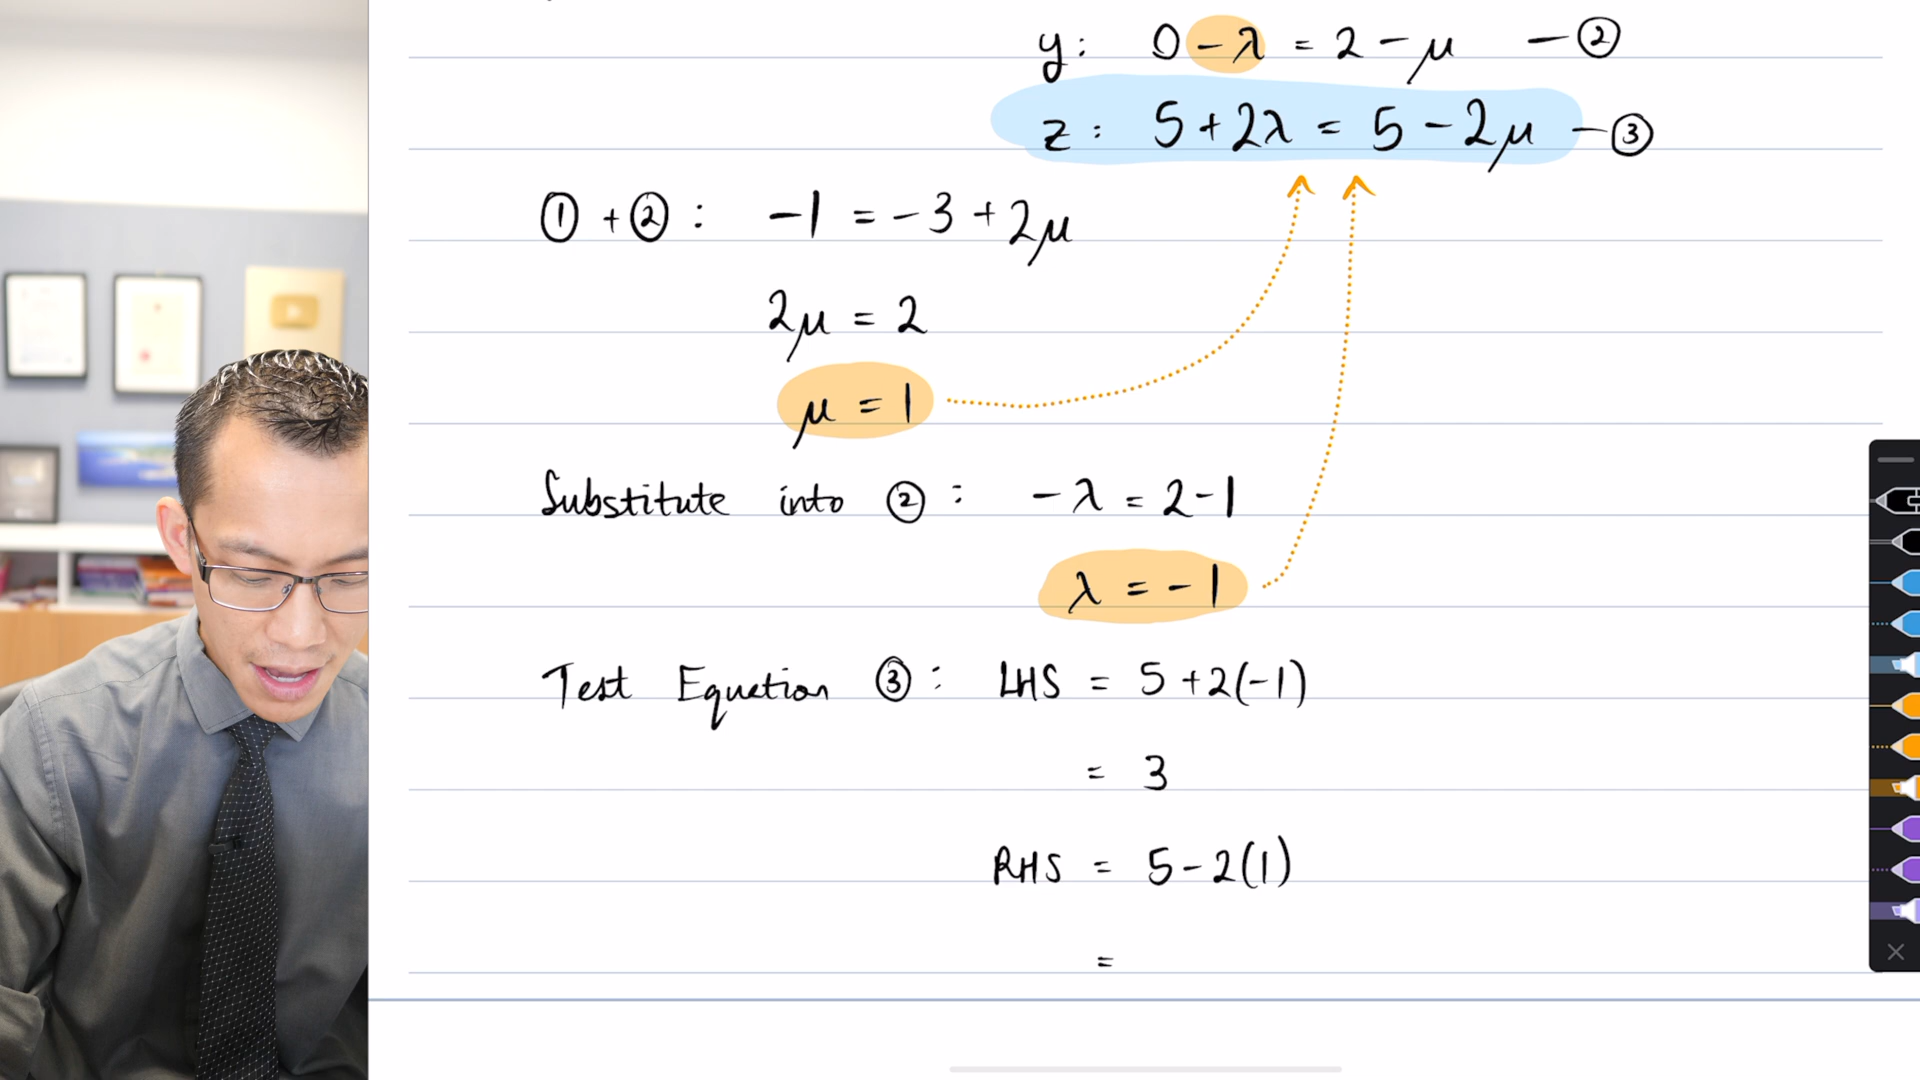 y: 0 - λ = 2 - μ — ②
z: 5 + 2λ = 5 - 2μ — ③
① + ②: -1 = -3 + 2μ
2μ = 2
μ = 1
Substitute into ②: -λ = 2 - 1
λ = -1
Test Equation ③: LHS = 5 + 2(-1)
= 3
RHS = 5 - 2(1)
=